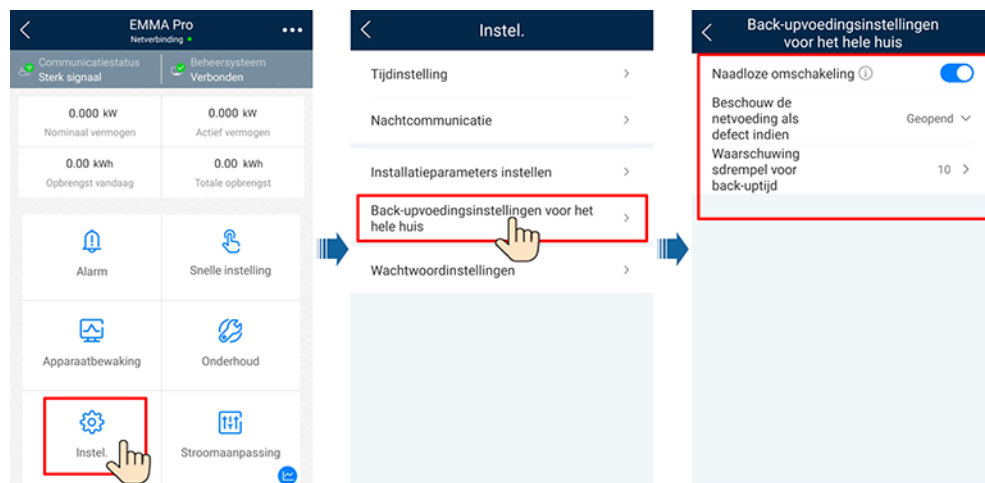 EMMA Pro
Netverbinding
Communicatiestatus
Sterk signaal
Beheersysteem
Verbonden
0.000 kW
Nominaal vermogen
0.000 kW
Actief vermogen
0.00 kWh
Opbrengst vandaag
0.00 kWh
Totale opbrengst
Alarm
Snelle instelling
Apparaatbewaking
Onderhoud
Instel.
Stroomaanpassing
Instel.
Tijdinstelling
Nachtcommunicatie
Installatieparameters instellen
Back-upvoedingsinstellingen voor het
hele huis
Wachtwoordinstellingen
Back-upvoedingsinstellingen
voor het hele huis
Naadloze omschakeling
Beschouw de
netvoeding als
defect indien
Geopend
Waarschuwing
sdrempel voor
back-uptijd
10